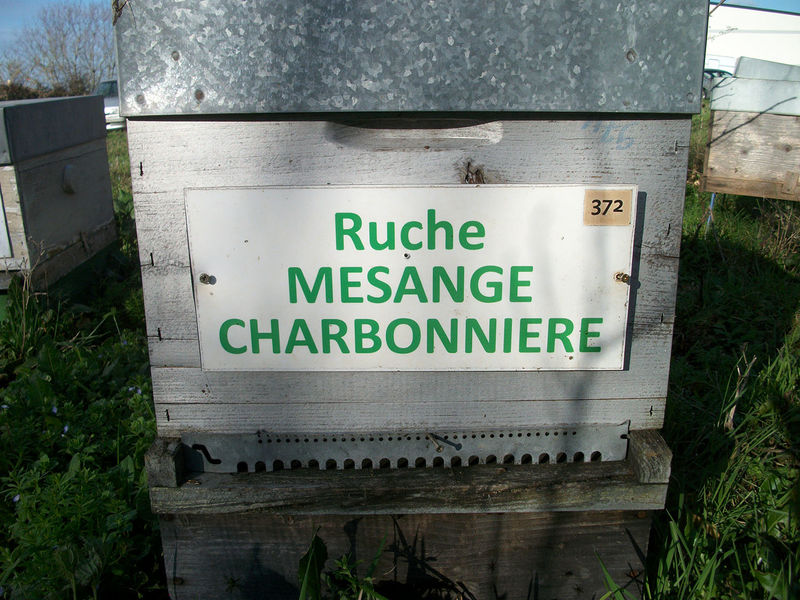 372
Ruche
MESANGE
CHARBONNIERE